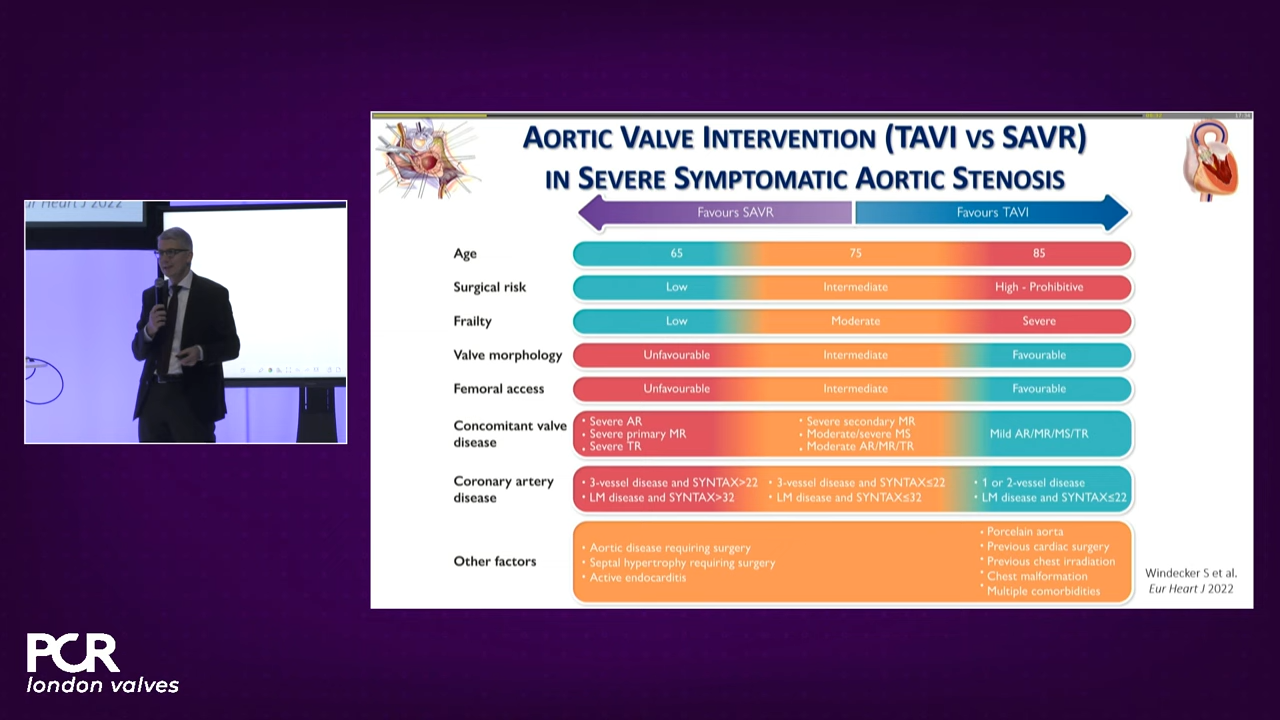 ur Heart J 2022
AORTIC VALVE INTERVENTION (TAVI VS SAVR)
IN SEVERE SYMPTOMATIC AORTIC STENOSIS
Favours SAVR Favours TAVI
Age 65 75 85
Surgical risk Low Intermediate High - Prohibitive
Frailty Low Moderate Severe
Valve morphology Unfavourable Intermediate Favourable
Femoral access Unfavourable Intermediate Favourable
Concomitant valve
disease
• Severe AR
• Severe primary MR
• Severe TR
• Severe secondary MR
• Moderate/severe MS
• Moderate AR/MR/TR
Mild AR/MR/MS/TR
Coronary artery
disease
• 3-vessel disease and SYNTAX>22
• LM disease and SYNTAX>32
• 3-vessel disease and SYNTAX≤22
• LM disease and SYNTAX≤32
• 1 or 2-vessel disease
• LM disease and SYNTAX≤22
Other factors
• Aortic disease requiring surgery
• Septal hypertrophy requiring surgery
• Active endocarditis
• Porcelain aorta
• Previous cardiac surgery
• Previous chest irradiation
• Chest malformation
• Multiple comorbidities
Windecker S et al.
Eur Heart J 2022
PCR
london valves